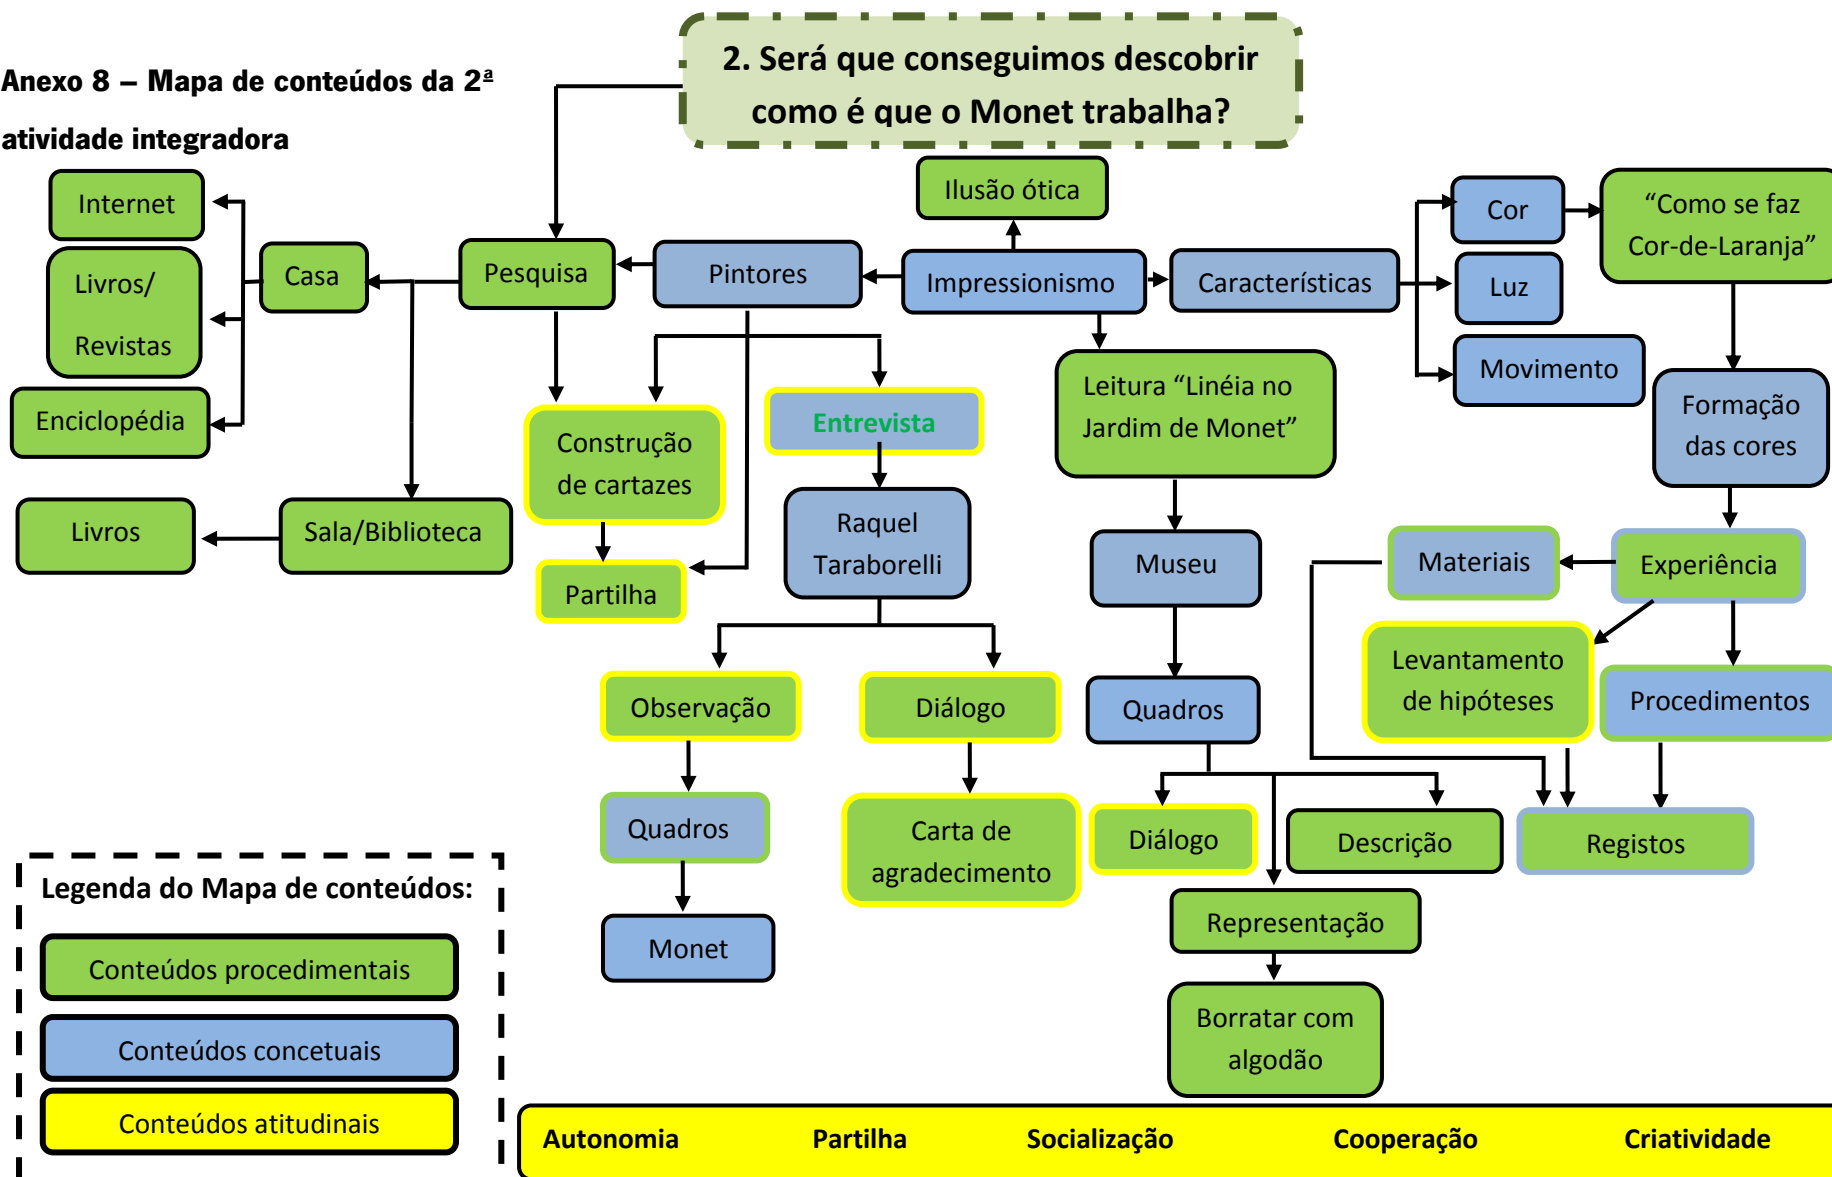 Anexo 8 – Mapa de conteúdos da 2ª
atividade integradora
2. Será que conseguimos descobrir
como é que o Monet trabalha?
Internet
Livros/
Revistas
Enciclopédia
Casa
Livros
Sala/Biblioteca
Pesquisa
Pintores
Ilusão ótica
Impressionismo
Características
Cor
Luz
Movimento
“Como se faz
Cor-de-Laranja”
Formação
das cores
Construção
de cartazes
Partilha
Entrevista
Raquel
Taraborelli
Leitura “Linéia no
Jardim de Monet”
Museu
Quadros
Materiais
Experiência
Levantamento
de hipóteses
Procedimentos
Registos
Observação
Diálogo
Quadros
Monet
Carta de
agradecimento
Diálogo
Descrição
Representação
Borratar com
algodão
Legenda do Mapa de conteúdos:
Conteúdos procedimentais
Conteúdos concetuais
Conteúdos atitudinais
Autonomia Partilha Socialização Cooperação Criatividade